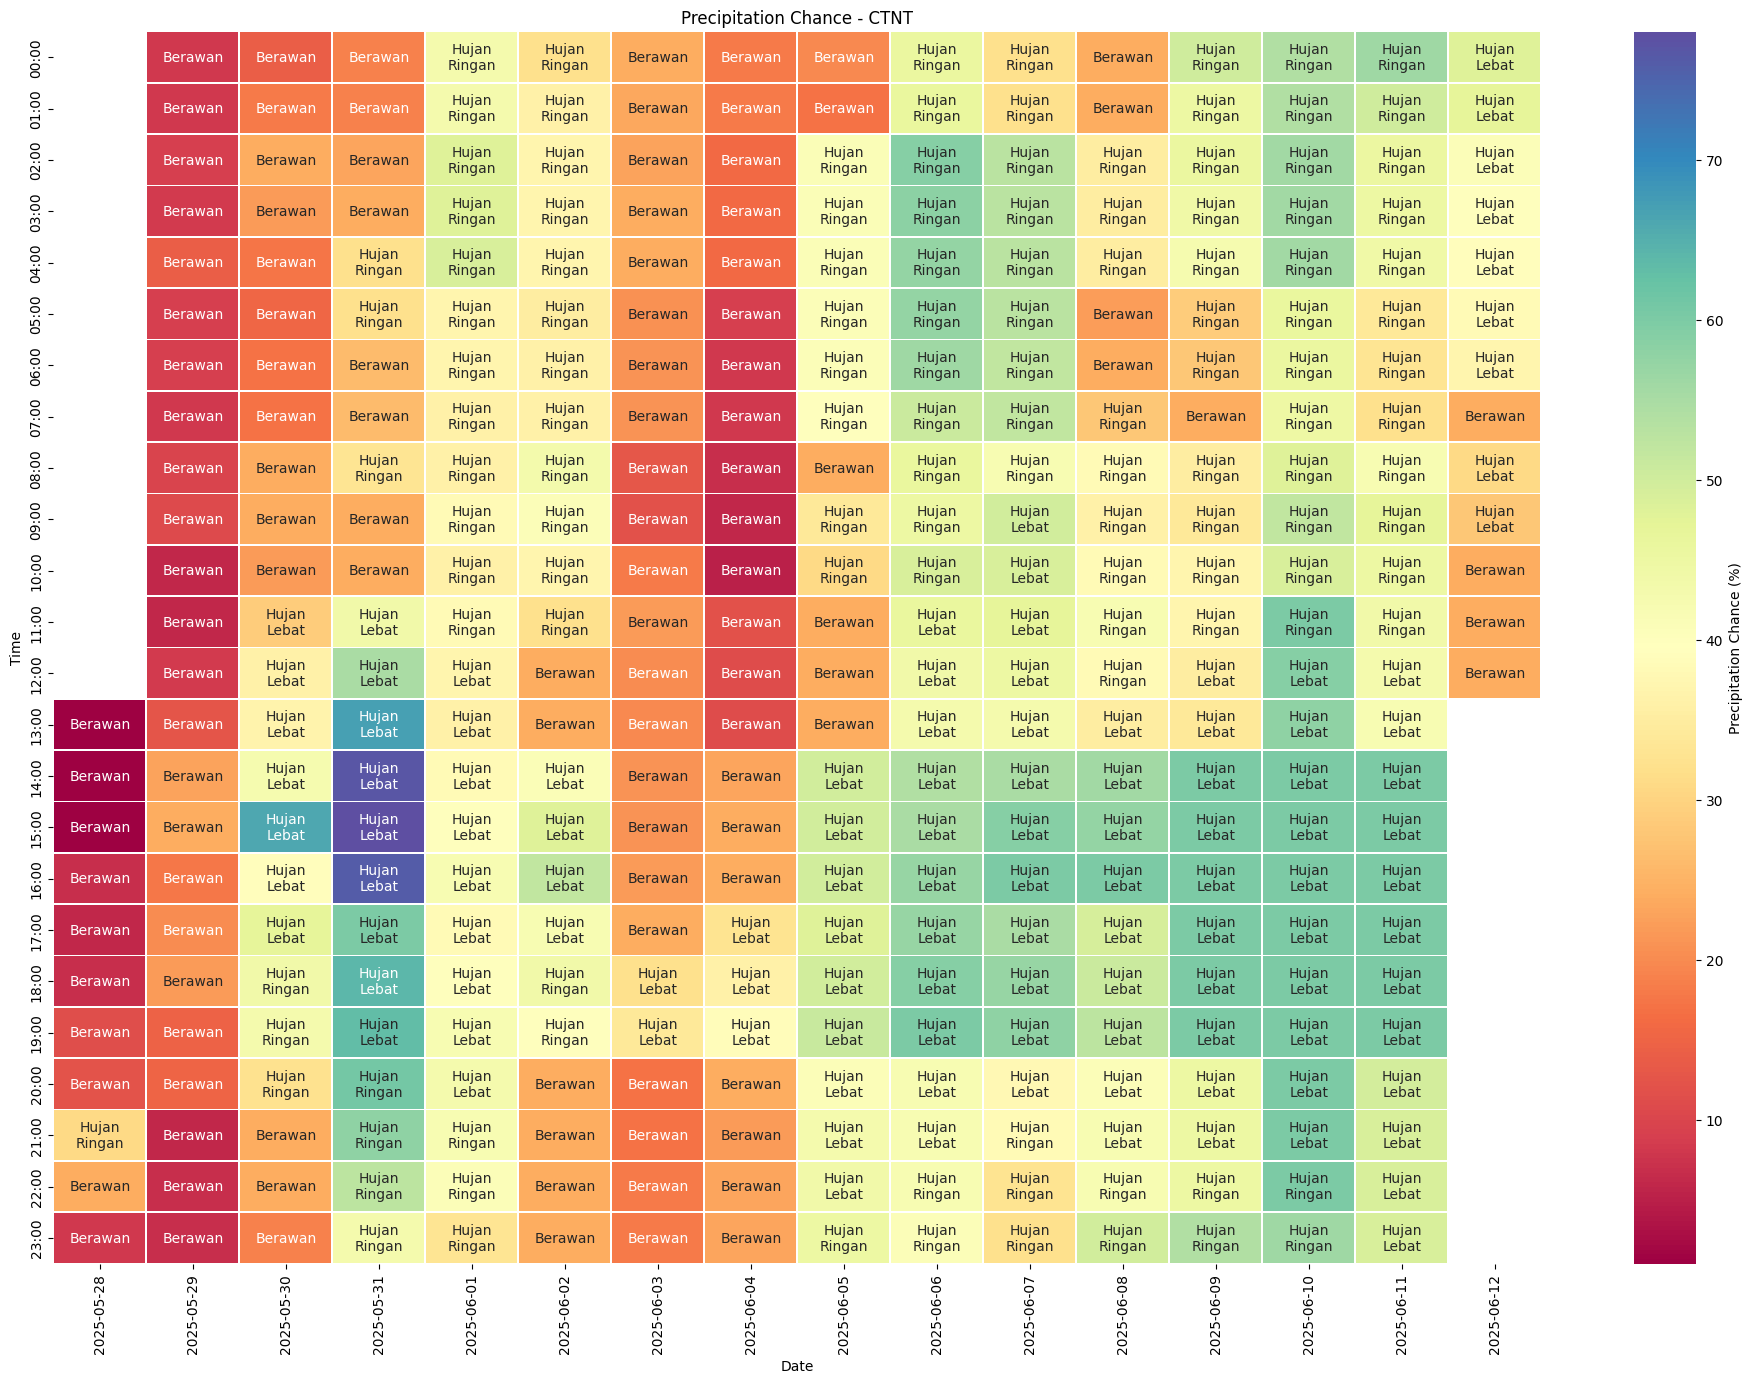 Precipitation Chance - CTNT
Time
00:00 Berawan Berawan Berawan Hujan Ringan Hujan Ringan Berawan Berawan Berawan Hujan Ringan Hujan Ringan Berawan Hujan Ringan Hujan Ringan Hujan Ringan Hujan Lebat
01:00 Berawan Berawan Berawan Hujan Ringan Hujan Ringan Berawan Berawan Berawan Hujan Ringan Hujan Ringan Berawan Hujan Ringan Hujan Ringan Hujan Ringan Hujan Lebat
02:00 Berawan Berawan Berawan Hujan Ringan Hujan Ringan Berawan Berawan Hujan Ringan Hujan Ringan Hujan Ringan Hujan Ringan Hujan Ringan Hujan Ringan Hujan Ringan Hujan Lebat
03:00 Berawan Berawan Berawan Hujan Ringan Hujan Ringan Berawan Berawan Hujan Ringan Hujan Ringan Hujan Ringan Hujan Ringan Hujan Ringan Hujan Ringan Hujan Ringan Hujan Lebat
04:00 Berawan Berawan Hujan Ringan Hujan Ringan Hujan Ringan Berawan Berawan Hujan Ringan Hujan Ringan Hujan Ringan Hujan Ringan Hujan Ringan Hujan Ringan Hujan Ringan Hujan Lebat
05:00 Berawan Berawan Hujan Ringan Hujan Ringan Hujan Ringan Berawan Berawan Hujan Ringan Hujan Ringan Hujan Ringan Berawan Hujan Ringan Hujan Ringan Hujan Ringan Hujan Lebat
06:00 Berawan Berawan Berawan Hujan Ringan Hujan Ringan Berawan Berawan Hujan Ringan Hujan Ringan Hujan Ringan Berawan Hujan Ringan Hujan Ringan Hujan Ringan Hujan Lebat
07:00 Berawan Berawan Berawan Hujan Ringan Hujan Ringan Berawan Berawan Hujan Ringan Hujan Ringan Hujan Ringan Hujan Ringan Berawan Hujan Ringan Hujan Ringan Berawan
08:00 Berawan Berawan Hujan Ringan Hujan Ringan Hujan Ringan Berawan Berawan Berawan Hujan Ringan Hujan Ringan Hujan Ringan Hujan Ringan Hujan Ringan Hujan Ringan Hujan Lebat
09:00 Berawan Berawan Berawan Hujan Ringan Hujan Ringan Berawan Berawan Hujan Ringan Hujan Ringan Hujan Lebat Hujan Ringan Hujan Ringan Hujan Ringan Hujan Ringan Hujan Lebat
10:00 Berawan Berawan Berawan Hujan Ringan Hujan Ringan Berawan Berawan Hujan Ringan Hujan Ringan Hujan Lebat Hujan Ringan Hujan Ringan Hujan Ringan Hujan Ringan Berawan
11:00 Berawan Hujan Lebat Hujan Lebat Hujan Ringan Hujan Ringan Berawan Berawan Berawan Hujan Lebat Hujan Lebat Hujan Ringan Hujan Ringan Hujan Ringan Hujan Ringan Berawan
12:00 Berawan Hujan Lebat Hujan Lebat Hujan Lebat Berawan Berawan Berawan Berawan Hujan Lebat Hujan Lebat Hujan Ringan Hujan Lebat Hujan Lebat Hujan Lebat Berawan
13:00 Berawan Berawan Hujan Lebat Hujan Lebat Hujan Lebat Berawan Berawan Berawan Berawan Hujan Lebat Hujan Lebat Hujan Lebat Hujan Lebat Hujan Lebat Hujan Lebat
14:00 Berawan Berawan Hujan Lebat Hujan Lebat Hujan Lebat Hujan Lebat Berawan Berawan Hujan Lebat Hujan Lebat Hujan Lebat Hujan Lebat Hujan Lebat Hujan Lebat Hujan Lebat
15:00 Berawan Berawan Hujan Lebat Hujan Lebat Hujan Lebat Hujan Lebat Berawan Berawan Hujan Lebat Hujan Lebat Hujan Lebat Hujan Lebat Hujan Lebat Hujan Lebat Hujan Lebat
16:00 Berawan Berawan Hujan Lebat Hujan Lebat Hujan Lebat Hujan Lebat Berawan Berawan Hujan Lebat Hujan Lebat Hujan Lebat Hujan Lebat Hujan Lebat Hujan Lebat Hujan Lebat
17:00 Berawan Berawan Hujan Lebat Hujan Lebat Hujan Lebat Hujan Lebat Berawan Hujan Lebat Hujan Lebat Hujan Lebat Hujan Lebat Hujan Lebat Hujan Lebat Hujan Lebat Hujan Lebat
18:00 Berawan Berawan Hujan Ringan Hujan Lebat Hujan Lebat Hujan Ringan Hujan Lebat Hujan Lebat Hujan Lebat Hujan Lebat Hujan Lebat Hujan Lebat Hujan Lebat Hujan Lebat Hujan Lebat
19:00 Berawan Berawan Hujan Ringan Hujan Lebat Hujan Lebat Hujan Ringan Hujan Lebat Hujan Lebat Hujan Lebat Hujan Lebat Hujan Lebat Hujan Lebat Hujan Lebat Hujan Lebat Hujan Lebat
20:00 Berawan Berawan Hujan Ringan Hujan Ringan Hujan Lebat Berawan Berawan Berawan Hujan Lebat Hujan Lebat Hujan Lebat Hujan Lebat Hujan Lebat Hujan Lebat Hujan Lebat
21:00 Hujan Ringan Berawan Berawan Hujan Ringan Hujan Ringan Berawan Berawan Berawan Hujan Lebat Hujan Lebat Hujan Ringan Hujan Lebat Hujan Lebat Hujan Lebat Hujan Lebat
22:00 Berawan Berawan Berawan Hujan Ringan Hujan Ringan Berawan Berawan Berawan Hujan Lebat Hujan Ringan Hujan Ringan Hujan Ringan Hujan Ringan Hujan Ringan Hujan Lebat
23:00 Berawan Berawan Berawan Hujan Ringan Hujan Ringan Berawan Berawan Berawan Hujan Ringan Hujan Ringan Hujan Ringan Hujan Ringan Hujan Ringan Hujan Ringan Hujan Lebat
2025-05-28 2025-05-29 2025-05-30 2025-05-31 2025-06-01 2025-06-02 2025-06-03 2025-06-04 2025-06-05 2025-06-06 2025-06-07 2025-06-08 2025-06-09 2025-06-10 2025-06-11 2025-06-12
Date
70
60
50
40
30
20
10
Precipitation Chance (%)